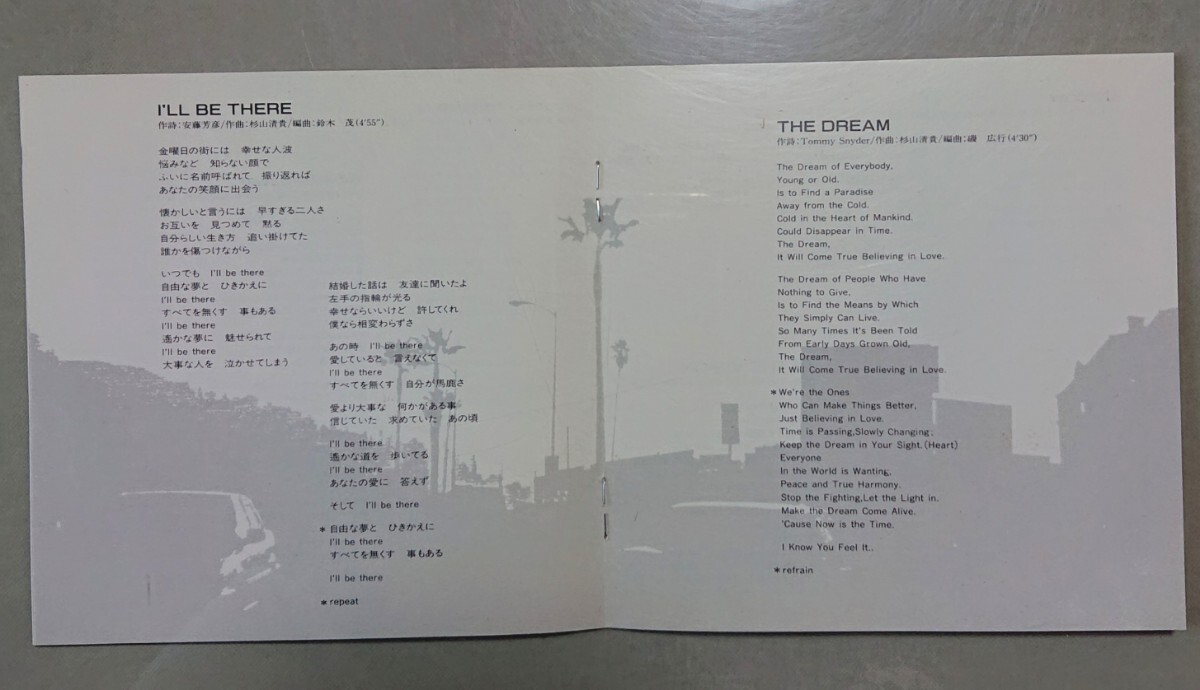 I'LL BE THERE
作詩:安藤芳彦/作曲:杉山清貴/編曲:鈴木 茂(4'55")
金曜日の街には 幸せな人波
悩みなど 知らない顔で
ふいに名前呼ばれて 振り返れば
あなたの笑顔に出会う
懐かしいと言うには 早すぎる二人さ
お互いを 見つめて 黙る
自分らしい生き方 追い掛けてた
誰かを傷つけながら
いつでも I'll be there
自由な夢と ひきかえに
I'll be there
すべてを無くす 事もある
I'll be there
遙かな夢に 魅せられて
I'll be there
大事な人を 泣かせてしまう
結婚した話は 友達に聞いたよ
左手の指輪が光る
幸せならいいけど 許してくれ
僕なら相変わらずさ
あの時 I'll be there
愛していると 言えなくて
I'll be there
すべてを無くす 自分が馬鹿さ
愛より大事な 何かがある事
信じていた 求めていた あの頃
I'll be there
遙かな道を 歩いてる
I'll be there
あなたの愛に 答えず
そして I'll be there
*自由な夢と ひきかえに
I'll be there
すべてを無くす 事もある
I'll be there
*repeat
THE DREAM
作詩:Tommy Snyder/作曲:杉山清貴/編曲:磯 広行(4'30")
The Dream of Everybody,
Young or Old.
Is to Find a Paradise
Away from the Cold.
Cold in the Heart of Mankind,
Could Disappear in Time.
The Dream,
It Will Come True Believing in Love.
The Dream of People Who Have
Nothing to Give,
Is to Find the Means by Which
They Simply Can Live.
So Many Times It's Been Told
From Early Days Grown Old,
The Dream,
It Will Come True Believing in Love.
*We're the Ones
Who Can Make Things Better,
Just Believing in Love.
Time is Passing,Slowly Changing;
Keep the Dream in Your Sight.(Heart)
Everyone
In the World is Wanting;
Peace and True Harmony.
Stop the Fighting,Let the Light in.
Make the Dream Come Alive.
'Cause Now is the Time.
I Know You Feel It..
*refrain